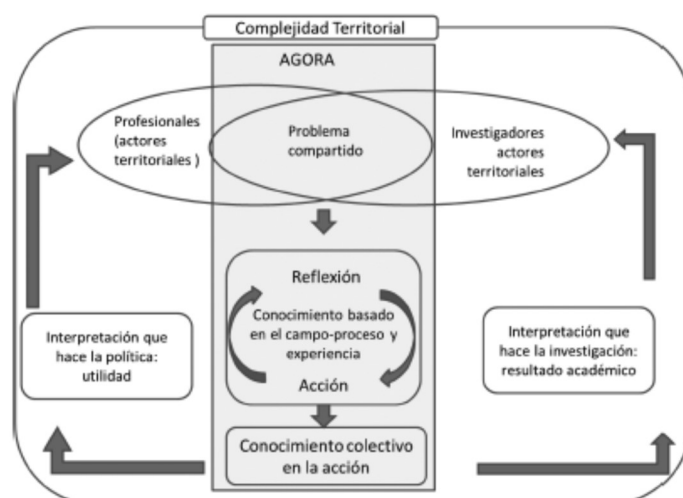 Complejidad Territorial
AGORA
Profesionales
(actores
territoriales )
Problema
compartido
Investigadores
actores
territoriales
Reflexión
Conocimiento basado
en el campo-proceso y
experiencia
Acción
Interpretación que
hace la política:
utilidad
Interpretación que
hace la investigación:
resultado académico
Conocimiento colectivo
en la acción